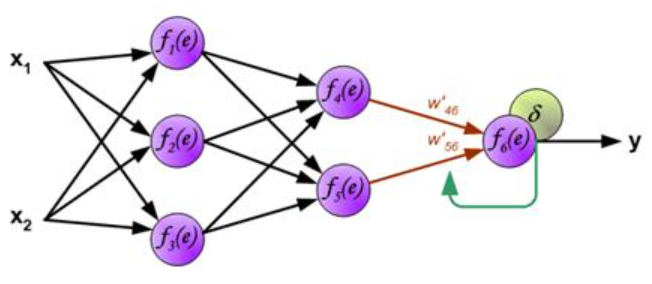 x₁
x₂
f₁(e)
f₂(e)
f₃(e)
f₄(e)
f₅(e)
w'₄₆
w'₅₆
f₆(e)
δ
y